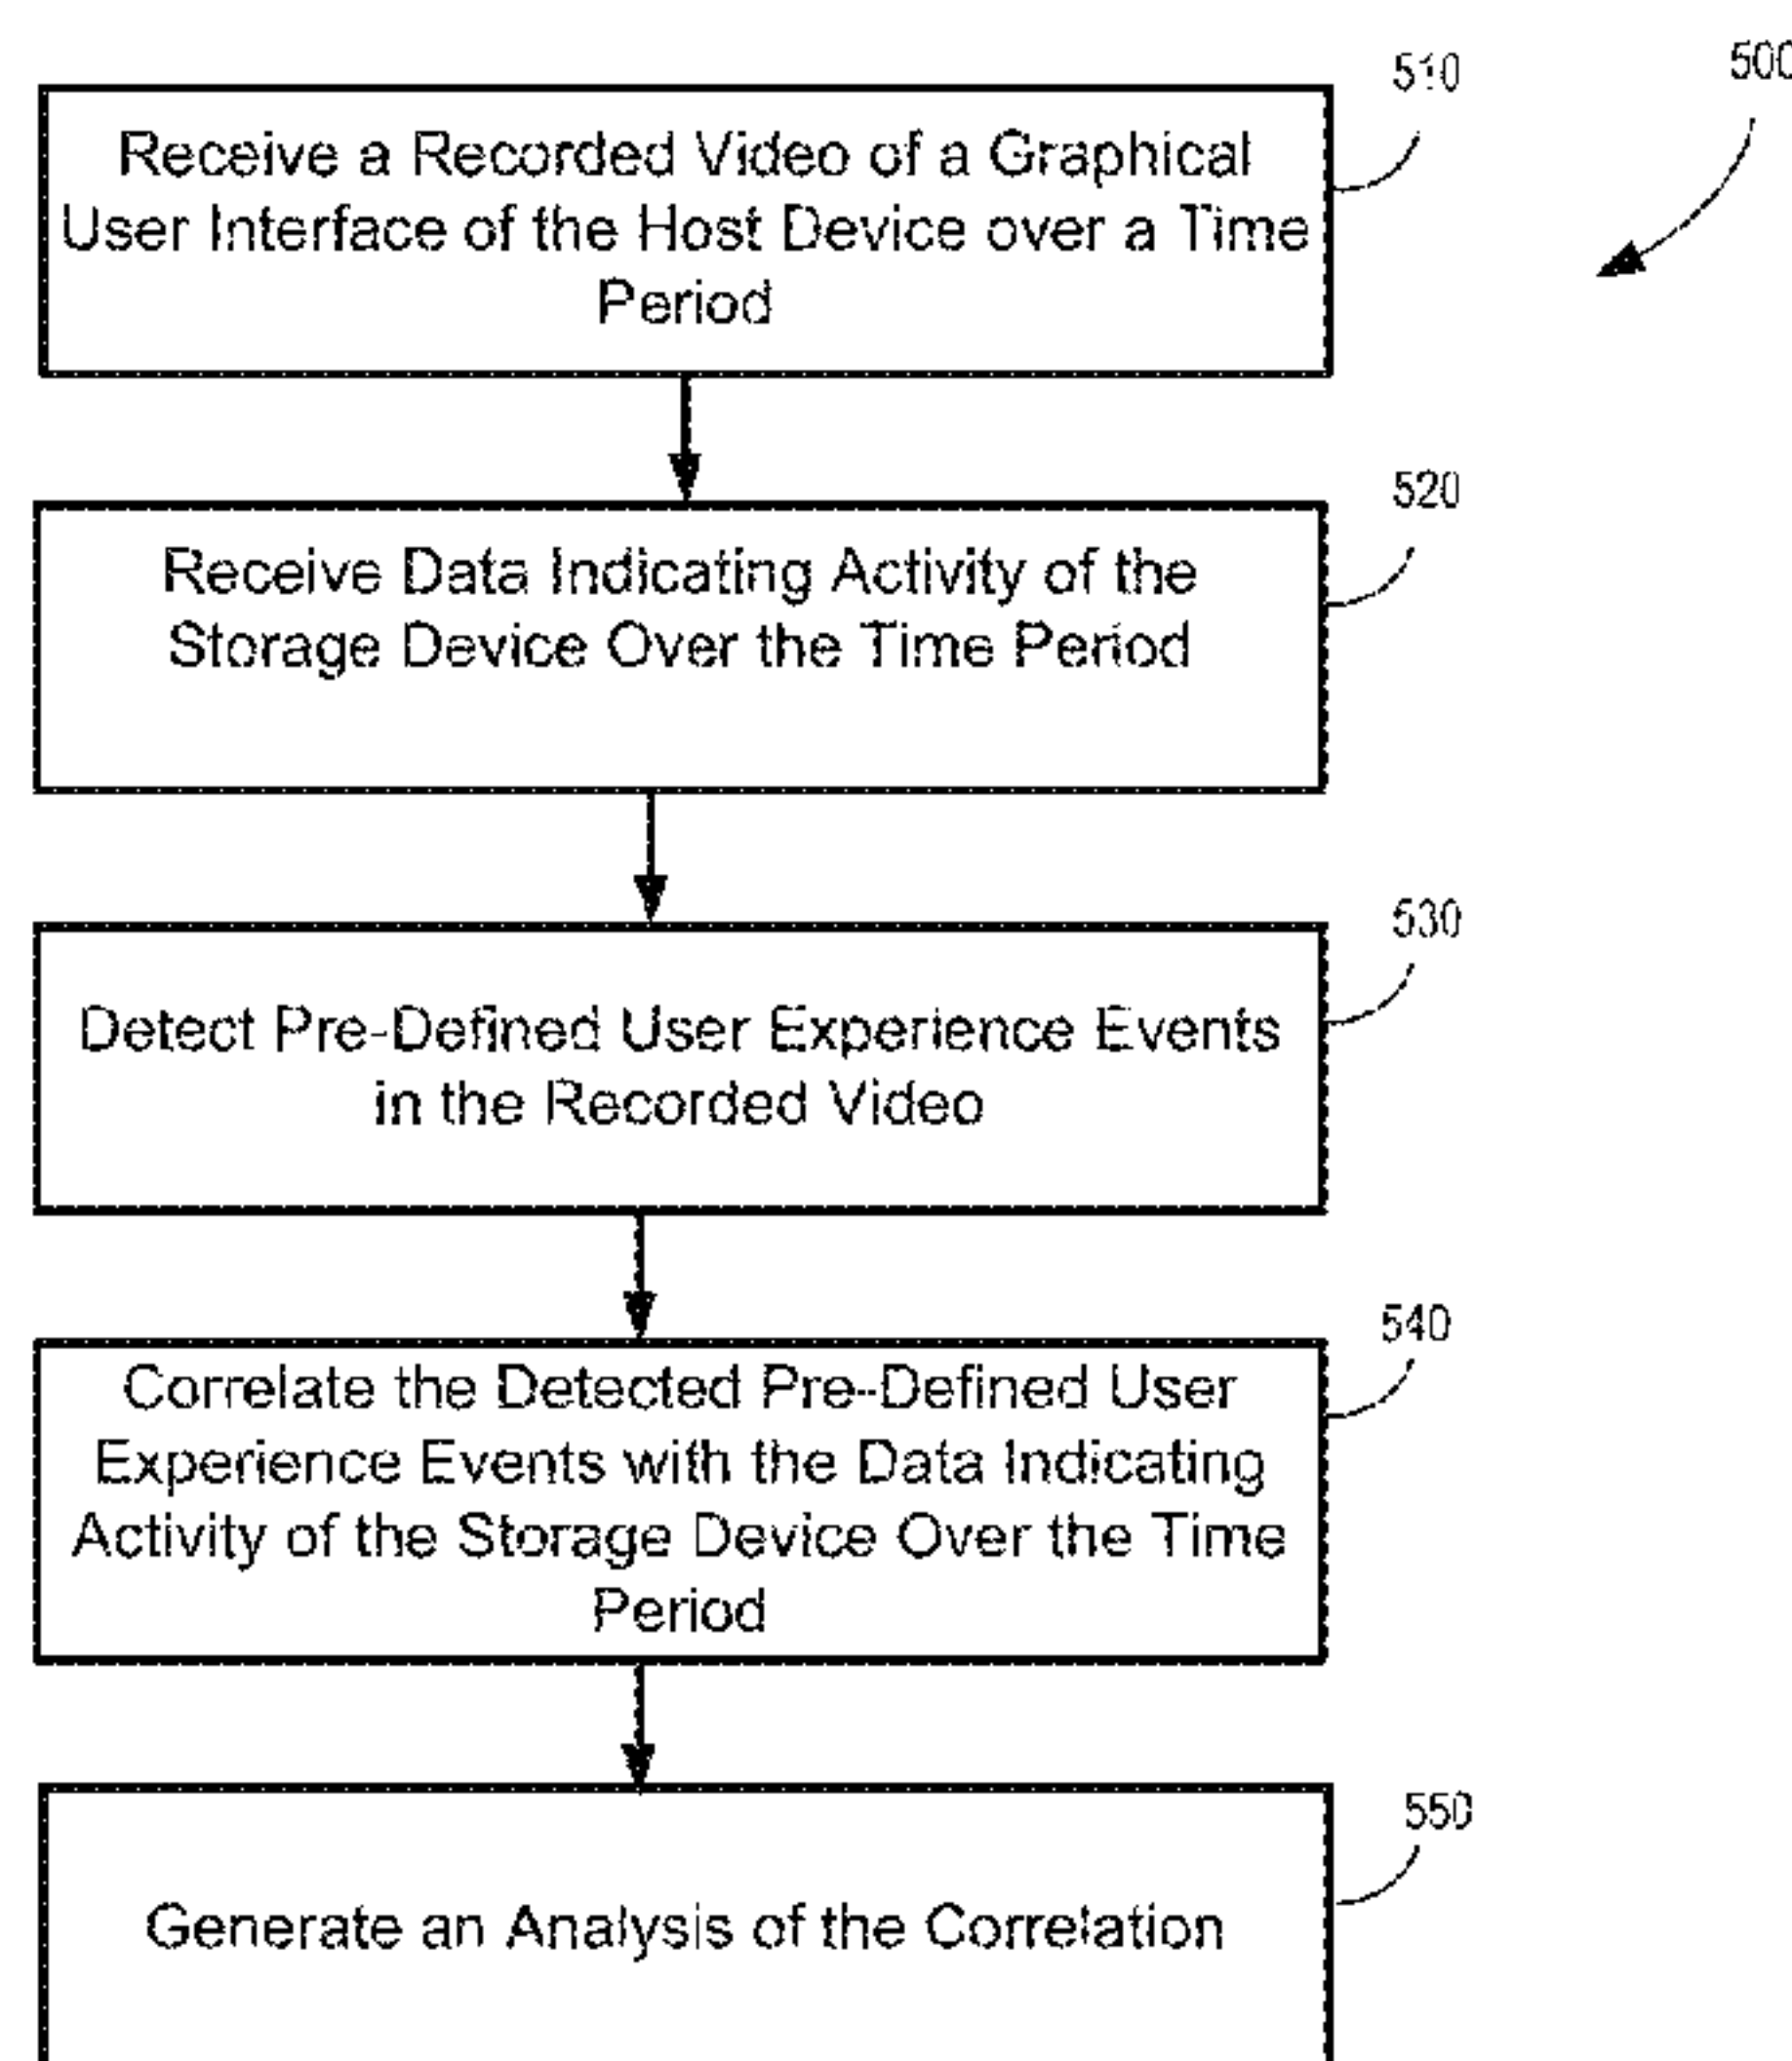 510
500
Receive a Recorded Video of a Graphical
User Interface of the Host Device over a Time
Period
520
Receive Data Indicating Activity of the
Storage Device Over the Time Period
530
Detect Pre-Defined User Experience Events
in the Recorded Video
540
Correlate the Detected Pre-Defined User
Experience Events with the Data Indicating
Activity of the Storage Device Over the Time
Period
550
Generate an Analysis of the Correlation